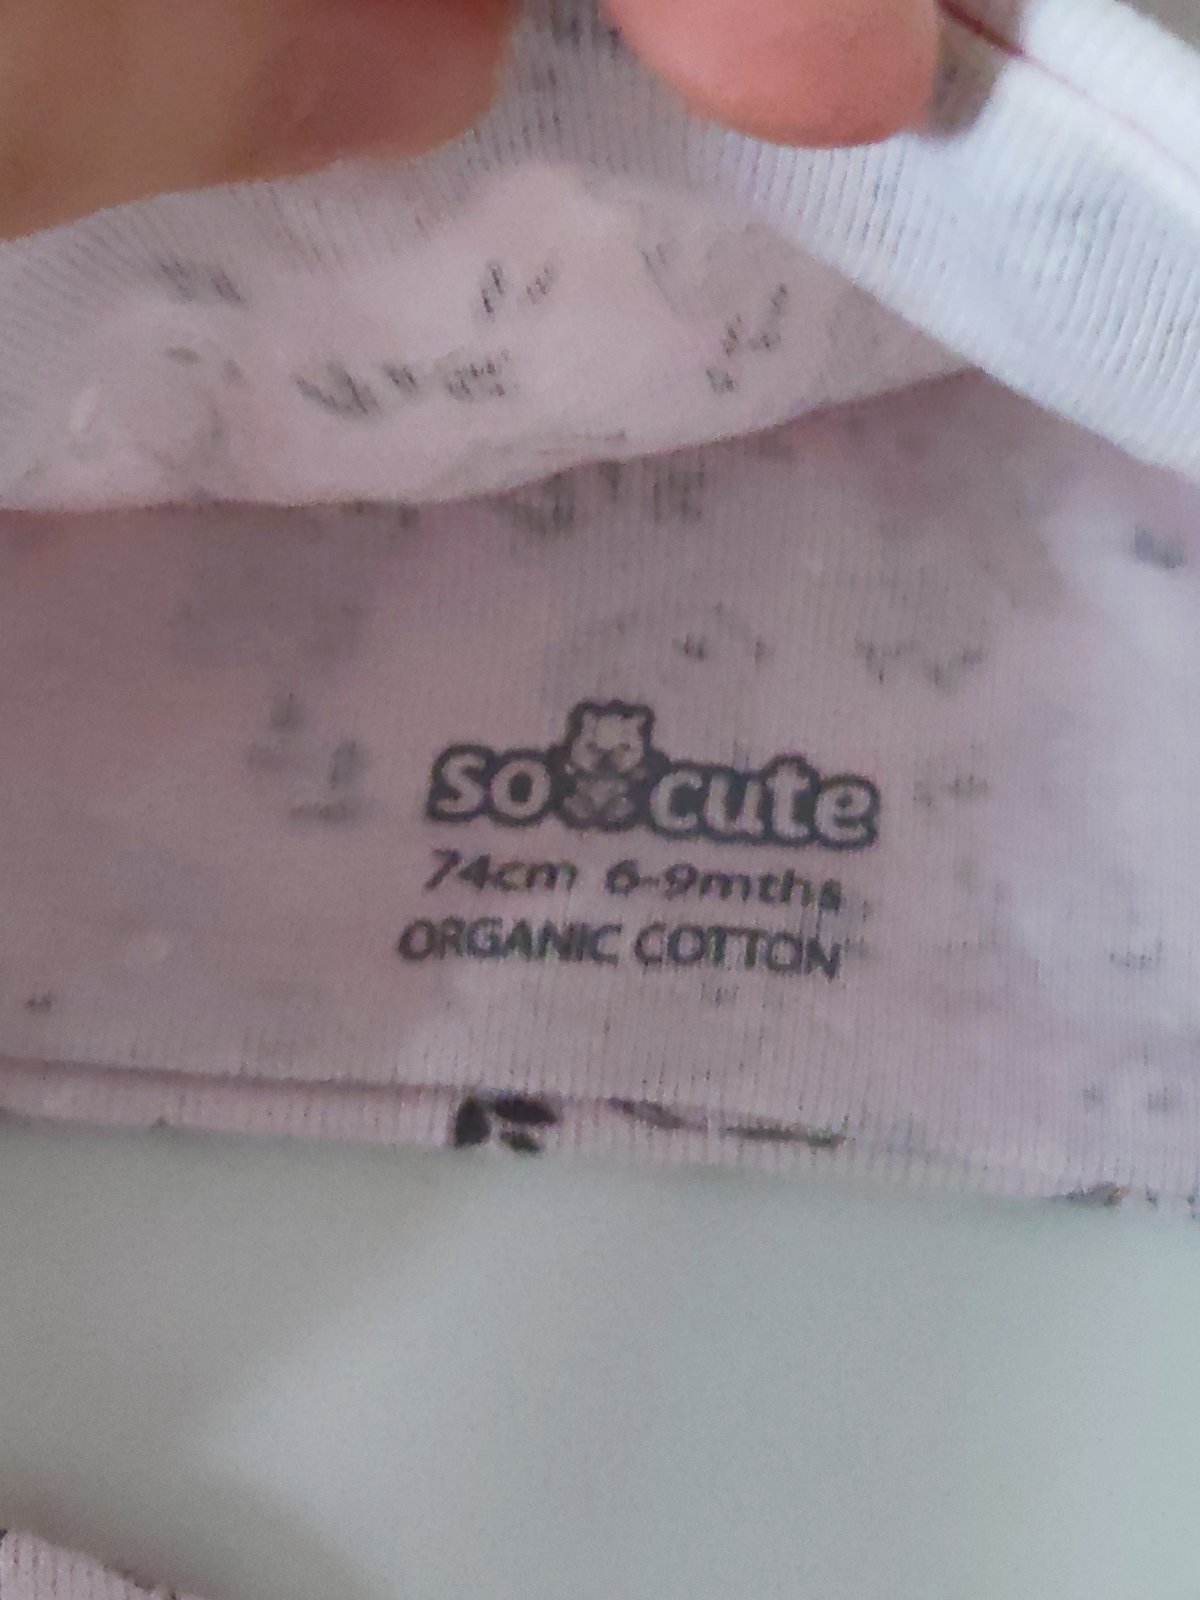 so cute
74cm 6-9mths
ORGANIC COTTON